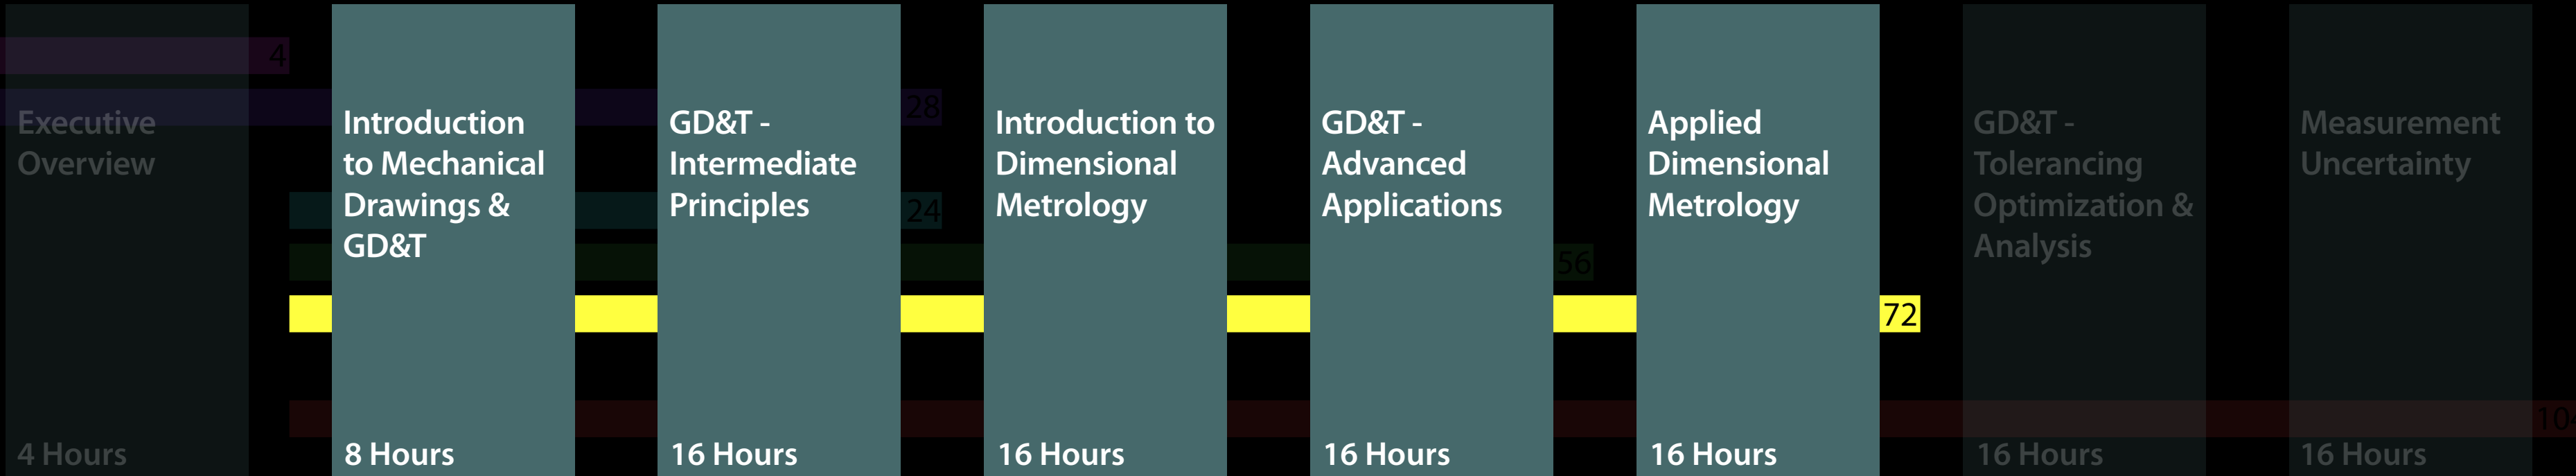 4
28
24
56
72
104
Executive
Overview
4 Hours
Introduction
to Mechanical
Drawings &
GD&T
8 Hours
GD&T -
Intermediate
Principles
16 Hours
Introduction to
Dimensional
Metrology
16 Hours
GD&T -
Advanced
Applications
16 Hours
Applied
Dimensional
Metrology
16 Hours
GD&T -
Tolerancing
Optimization &
Analysis
16 Hours
Measurement
Uncertainty
16 Hours